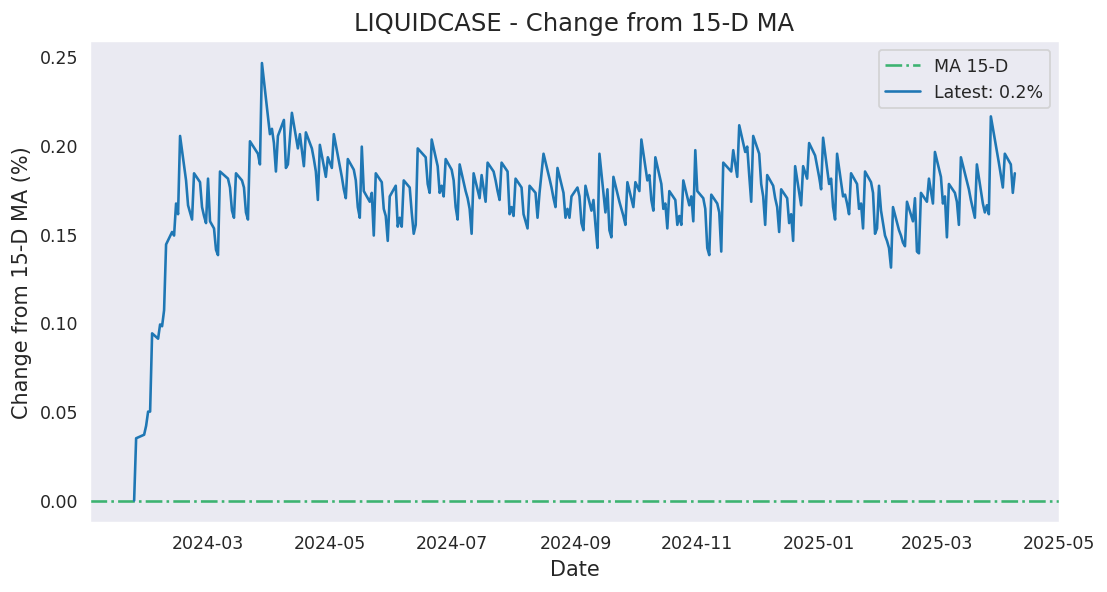 LIQUIDCASE - Change from 15-D MA
Change from 15-D MA (%)
0.25
0.20
0.15
0.10
0.05
0.00
MA 15-D
Latest: 0.2%
2024-03
2024-05
2024-07
2024-09
2024-11
2025-01
2025-03
2025-05
Date